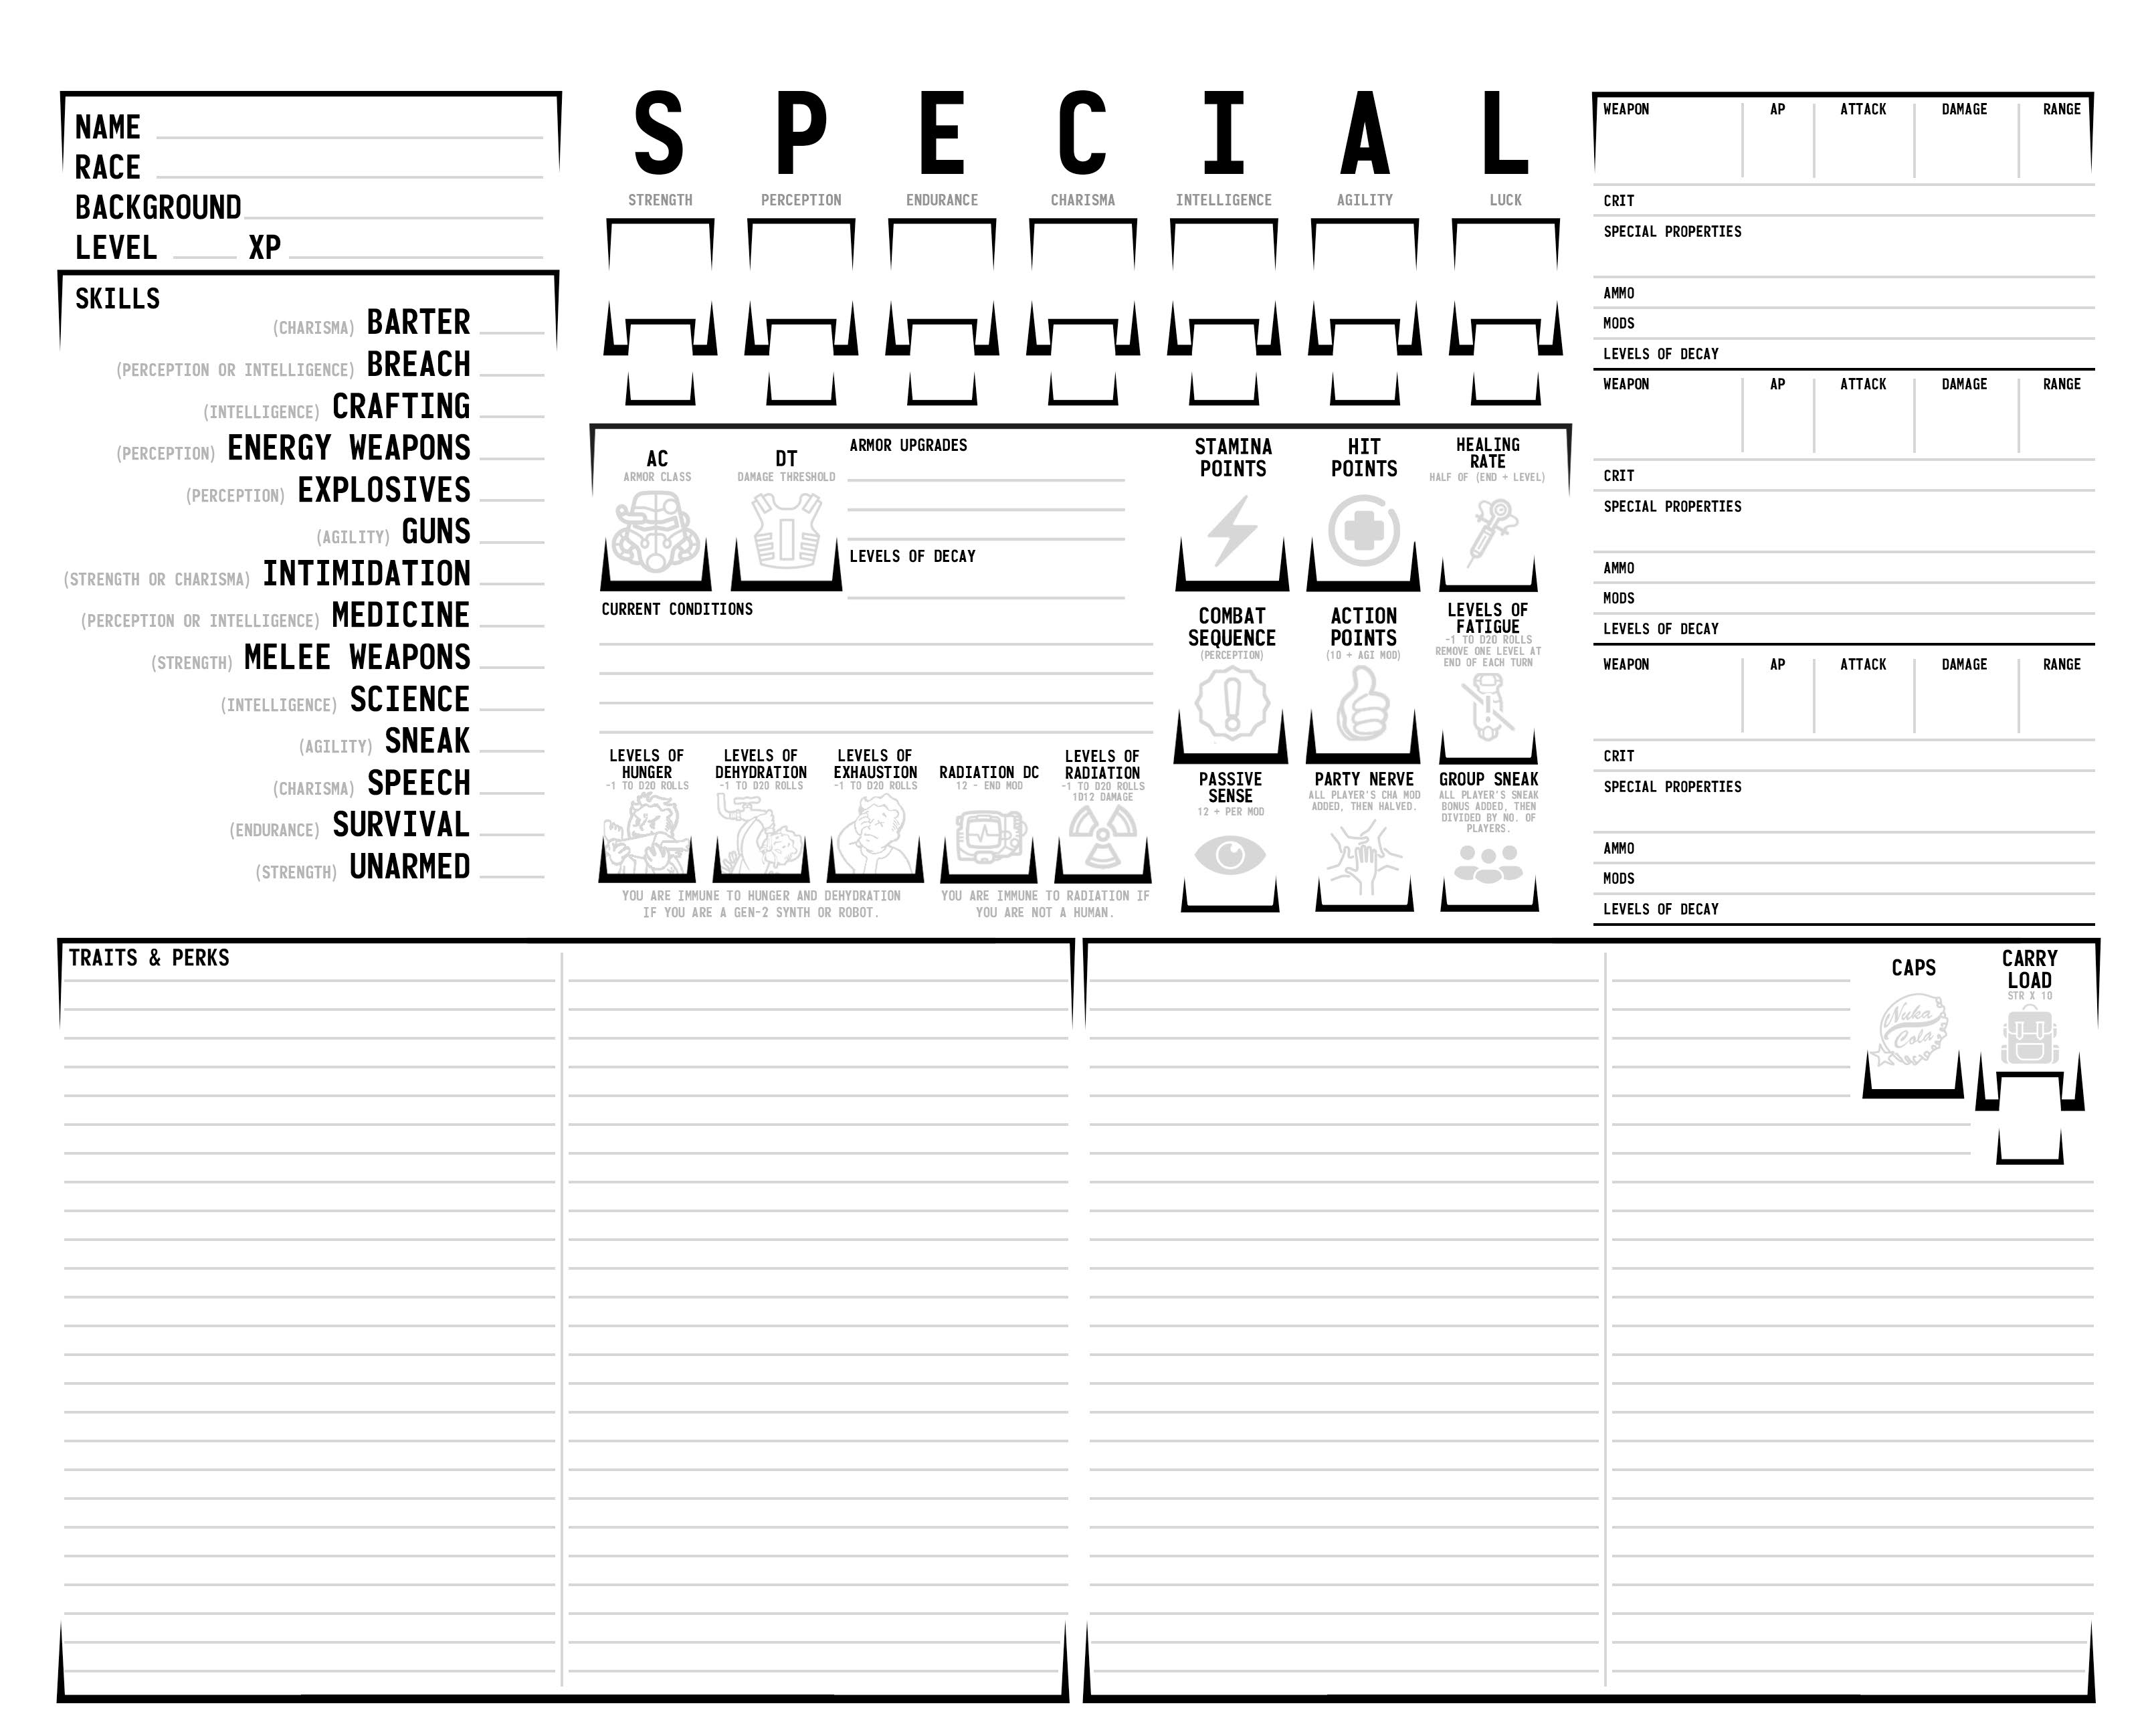 NAME
RACE
BACKGROUND
LEVEL XP
SKILLS
(CHARISMA) BARTER
(PERCEPTION OR INTELLIGENCE) BREACH
(INTELLIGENCE) CRAFTING
(PERCEPTION) ENERGY WEAPONS
(PERCEPTION) EXPLOSIVES
(AGILITY) GUNS
(STRENGTH OR CHARISMA) INTIMIDATION
(PERCEPTION OR INTELLIGENCE) MEDICINE
(STRENGTH) MELEE WEAPONS
(INTELLIGENCE) SCIENCE
(AGILITY) SNEAK
(CHARISMA) SPEECH
(ENDURANCE) SURVIVAL
(STRENGTH) UNARMED
S P E C I A L
STRENGTH PERCEPTION ENDURANCE CHARISMA INTELLIGENCE AGILITY LUCK
AC
ARMOR CLASS
DT
DAMAGE THRESHOLD
ARMOR UPGRADES
LEVELS OF DECAY
CURRENT CONDITIONS
STAMINA
POINTS
HIT
POINTS
HEALING
RATE
HALF OF (END + LEVEL)
COMBAT
SEQUENCE
(PERCEPTION)
ACTION
POINTS
(10 + AGI MOD)
LEVELS OF
FATIGUE
-1 TO D20 ROLLS
REMOVE ONE LEVEL AT
END OF EACH TURN
LEVELS OF
HUNGER
-1 TO D20 ROLLS
LEVELS OF
DEHYDRATION
-1 TO D20 ROLLS
LEVELS OF
EXHAUSTION
-1 TO D20 ROLLS
RADIATION DC
12 - END MOD
LEVELS OF
RADIATION
-1 TO D20 ROLLS
1D12 DAMAGE
YOU ARE IMMUNE TO HUNGER AND DEHYDRATION
IF YOU ARE A GEN-2 SYNTH OR ROBOT.
YOU ARE IMMUNE TO RADIATION IF
YOU ARE NOT A HUMAN.
PASSIVE
SENSE
12 + PER MOD
PARTY NERVE
ALL PLAYER'S CHA MOD
ADDED, THEN HALVED.
GROUP SNEAK
ALL PLAYER'S SNEAK
BONUS ADDED, THEN
DIVIDED BY NO. OF
PLAYERS.
WEAPON AP ATTACK DAMAGE RANGE
CRIT
SPECIAL PROPERTIES
AMMO
MODS
LEVELS OF DECAY
WEAPON AP ATTACK DAMAGE RANGE
CRIT
SPECIAL PROPERTIES
AMMO
MODS
LEVELS OF DECAY
WEAPON AP ATTACK DAMAGE RANGE
CRIT
SPECIAL PROPERTIES
AMMO
MODS
LEVELS OF DECAY
TRAITS & PERKS
CAPS
Nuka
Cola
CARRY
LOAD
STR X 10